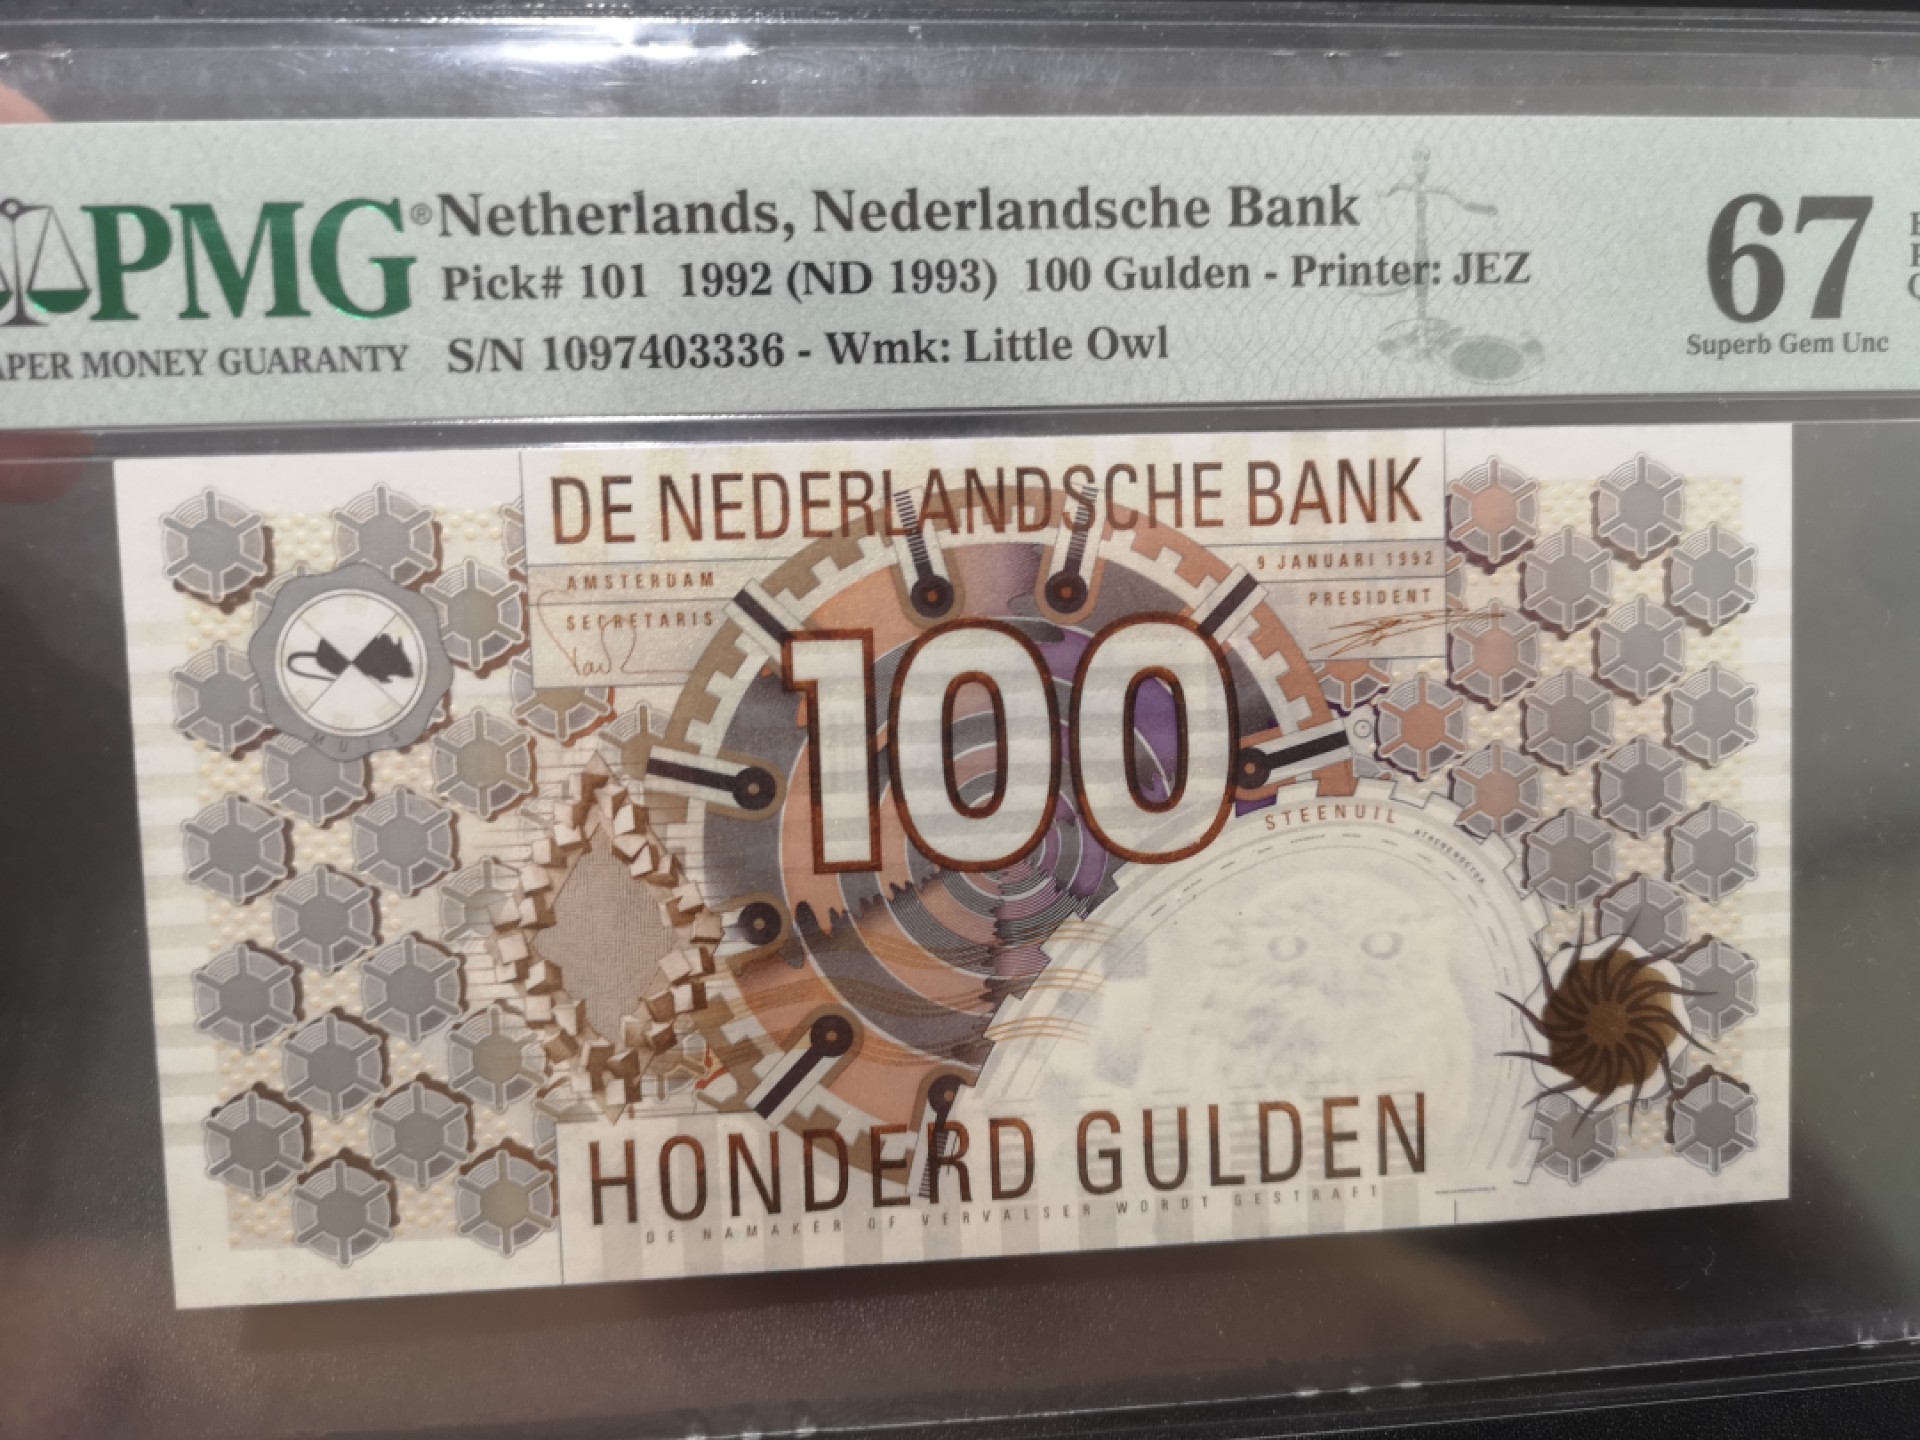 PMG®
PAPER MONEY GUARANTY
Netherlands, Nederlandsche Bank
Pick# 101 1992 (ND 1993) 100 Gulden - Printer: JEZ
S/N 1097403336 - Wmk: Little Owl
67
Superb Gem Unc
DE NEDERLANDSCHE BANK
AMSTERDAM
9 JANUARI 1992
SECRETARIS
PRESIDENT
MUIS
100
STEENUIL
HONDERD GULDEN
DE NAMAKER OF VERVALSER WORDT GESTRAFT